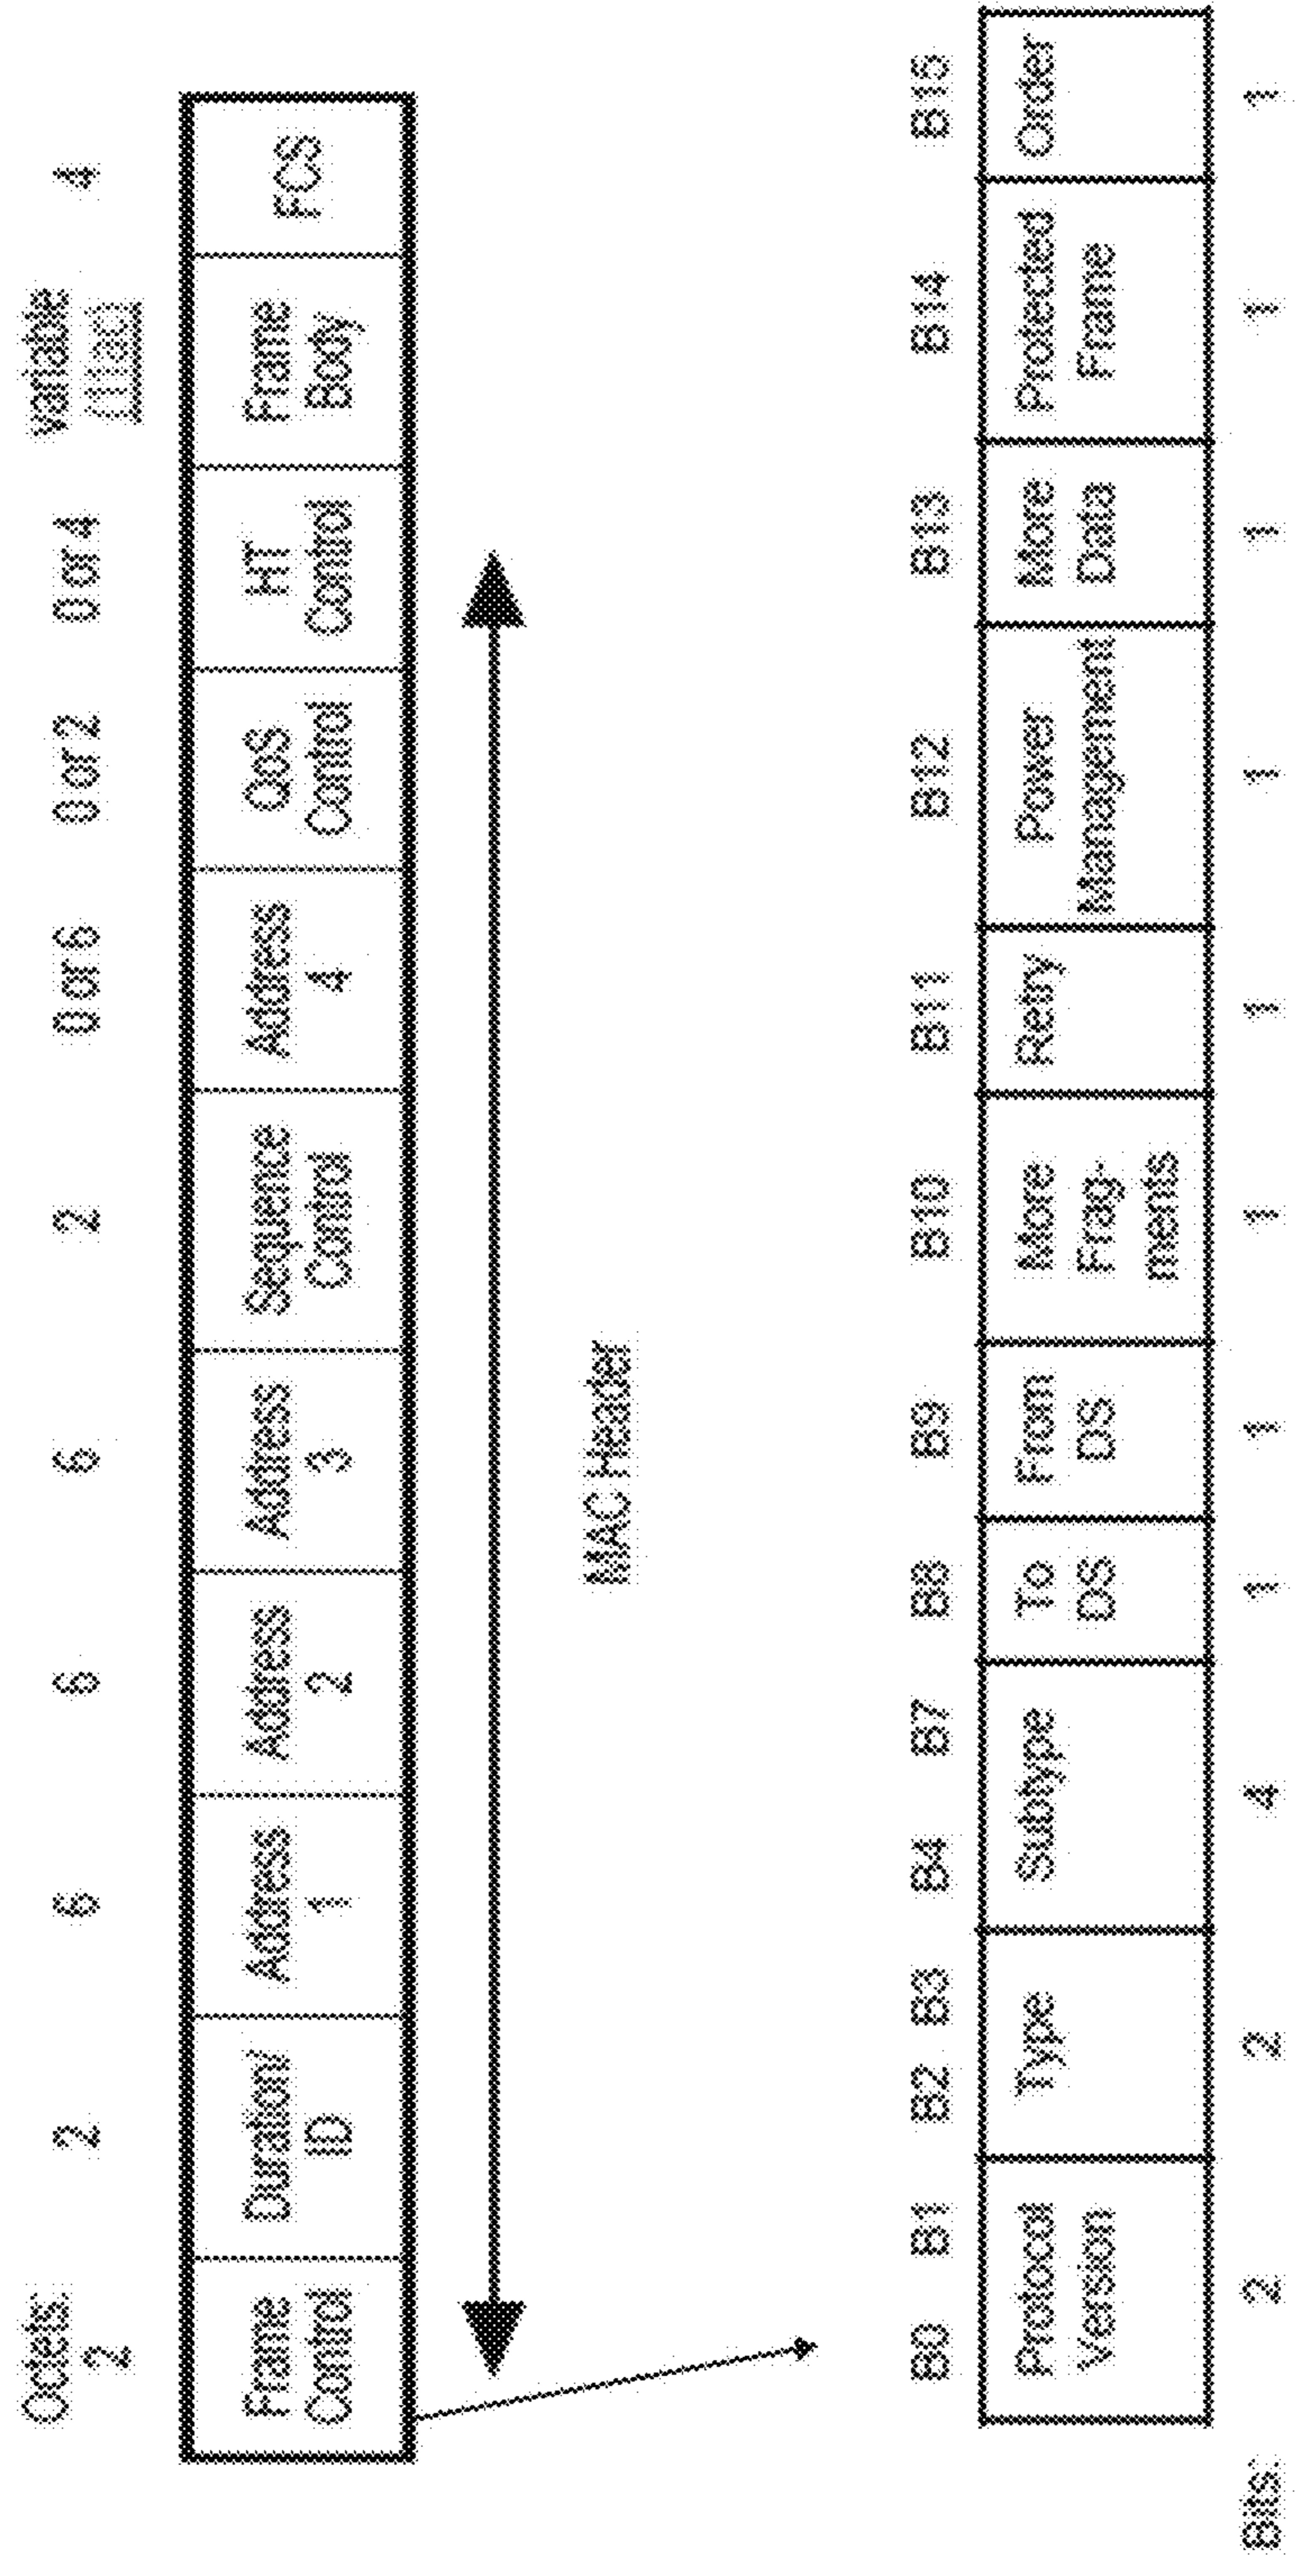 Octets:
2 2 6 6 6 2 0 or 6 0 or 2 0 or 4 variable 4
Frame Control
Duration/ ID
Address 1
Address 2
Address 3
Sequence Control
Address 4
QoS Control
HT Control
Frame Body
FCS
MAC Header
B0 B1 B2 B3 B4 B7 B8 B9 B10 B11 B12 B13 B14 B15
Protocol Version
Type
Subtype
To DS
From DS
More Frag- ments
Retry
Power Management
More Data
Protected Frame
Order
Bits: 2 2 4 1 1 1 1 1 1 1 1